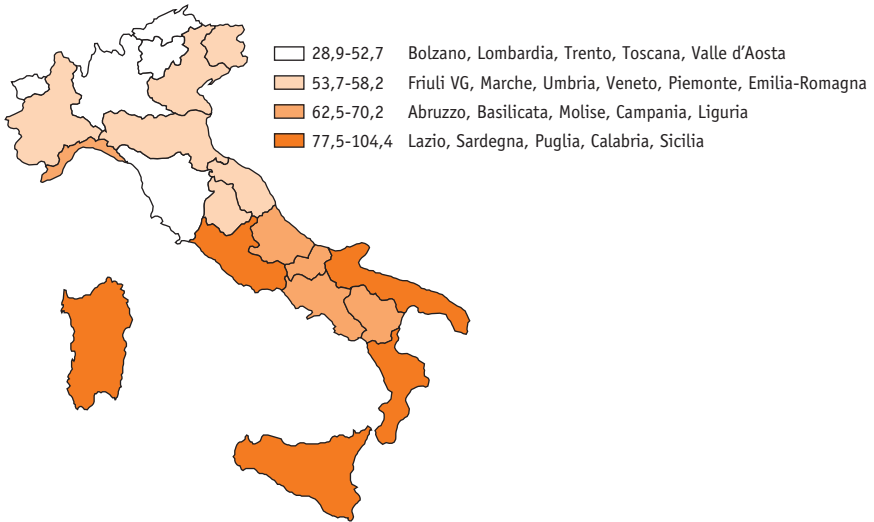 28,9-52,7 Bolzano, Lombardia, Trento, Toscana, Valle d'Aosta
53,7-58,2 Friuli VG, Marche, Umbria, Veneto, Piemonte, Emilia-Romagna
62,5-70,2 Abruzzo, Basilicata, Molise, Campania, Liguria
77,5-104,4 Lazio, Sardegna, Puglia, Calabria, Sicilia